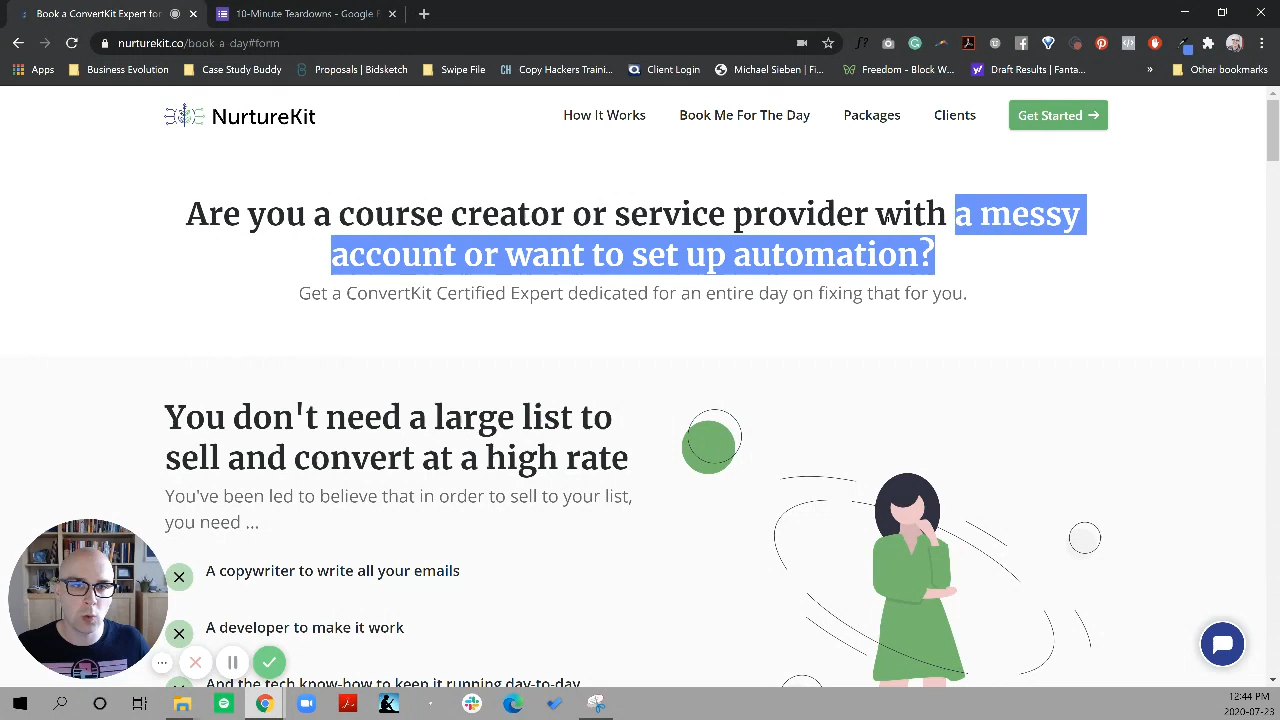 Book a ConvertKit Expert for
10-Minute Teardowns - Google F
nurturekit.co/book-a-day#form
Apps
Business Evolution
Case Study Buddy
Proposals | Bidsketch
Swipe File
CH Copy Hackers Traini...
Client Login
Michael Sieben | Fi...
Freedom - Block W...
Draft Results | Fanta...
»
Other bookmarks
NurtureKit
How It Works
Book Me For The Day
Packages
Clients
Get Started →
Are you a course creator or service provider with a messy
account or want to set up automation?
Get a ConvertKit Certified Expert dedicated for an entire day on fixing that for you.
You don't need a large list to
sell and convert at a high rate
You've been led to believe that in order to sell to your list,
you need ...
A copywriter to write all your emails
A developer to make it work
And the tech know-how to keep it running day-to-day
12:44 PM
2020-07-23